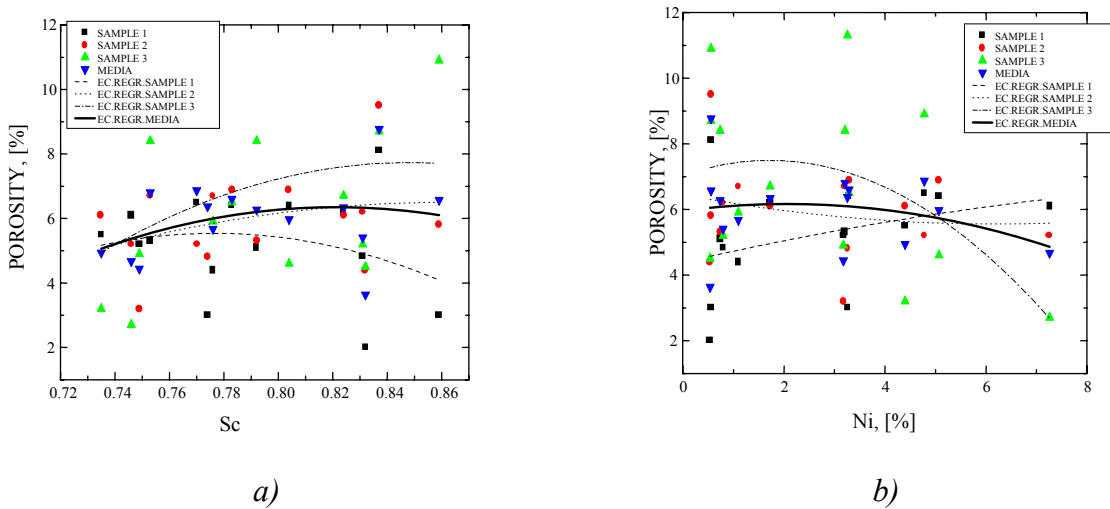 12
10
8
6
4
2
POROSITY, [%]
SAMPLE 1
SAMPLE 2
SAMPLE 3
MEDIA
EC.REGR.SAMPLE 1
EC.REGR.SAMPLE 2
EC.REGR.SAMPLE 3
EC.REGR.MEDIA
0.72 0.74 0.76 0.78 0.80 0.82 0.84 0.86
Sc
a)
12
10
8
6
4
2
POROSITY, [%]
SAMPLE 1
SAMPLE 2
SAMPLE 3
MEDIA
EC.REGR.SAMPLE 1
EC.REGR.SAMPLE 2
EC.REGR.SAMPLE 3
EC.REGR.MEDIA
0 2 4 6 8
Ni, [%]
b)